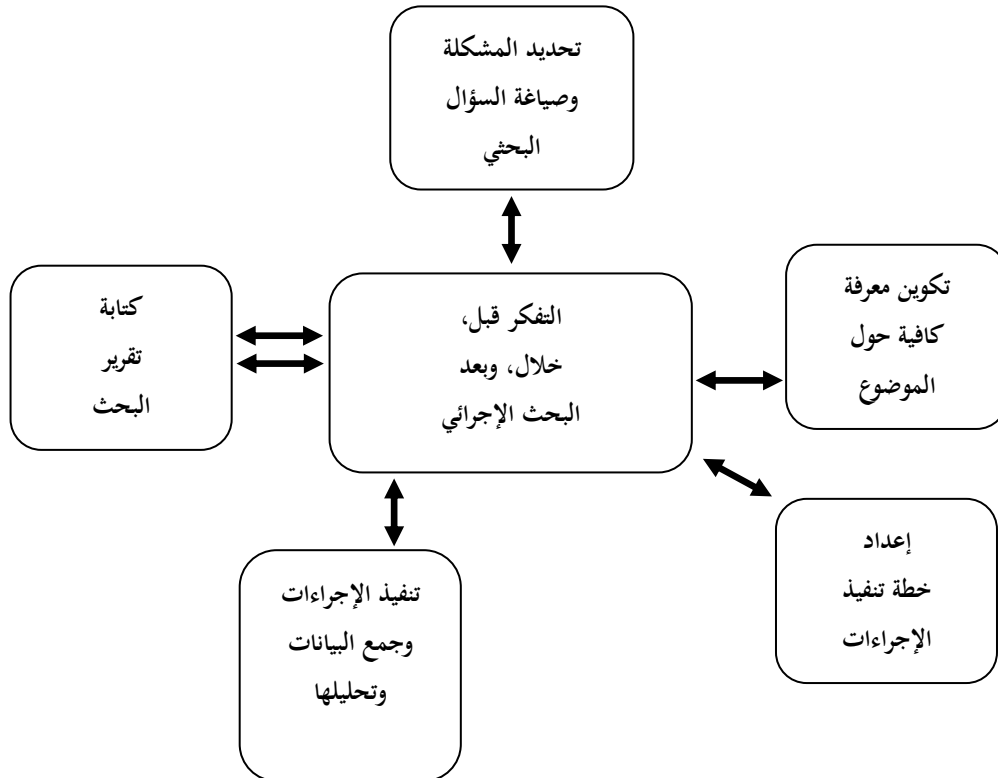 تحديد المشكلة
وصياغة السؤال
البحثي
تكوين معرفة
كافية حول
الموضوع
التفكر قبل،
خلال، وبعد
البحث الإجرائي
كتابة
تقرير
البحث
إعداد
خطة تنفيذ
الإجراءات
تنفيذ الإجراءات
وجمع البيانات
وتحليلها